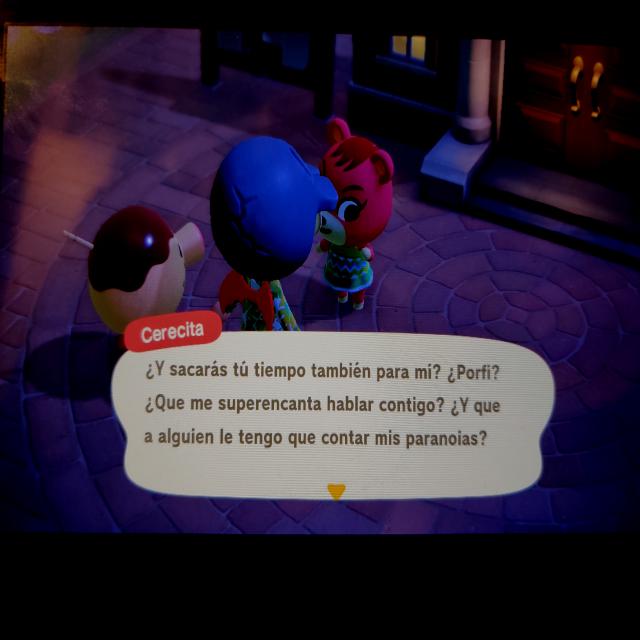 Cerecita
¿Y sacarás tú tiempo también para mí? ¿Porfi?
¿Que me superencanta hablar contigo? ¿Y que
a alguien le tengo que contar mis paranoias?